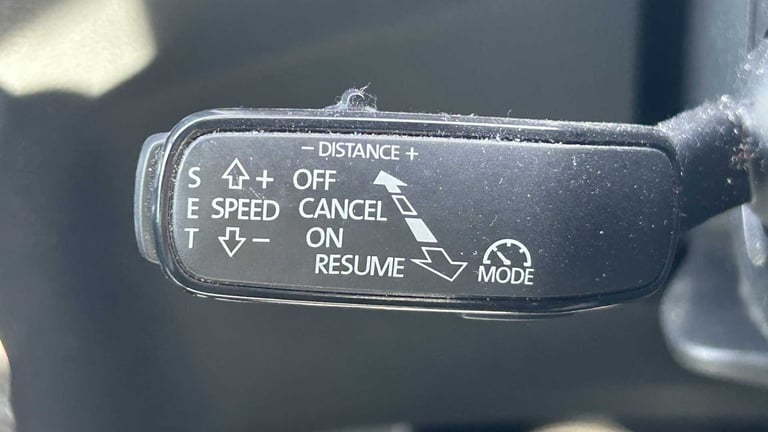 − DISTANCE +
S + OFF
E SPEED CANCEL
T − ON
RESUME
MODE